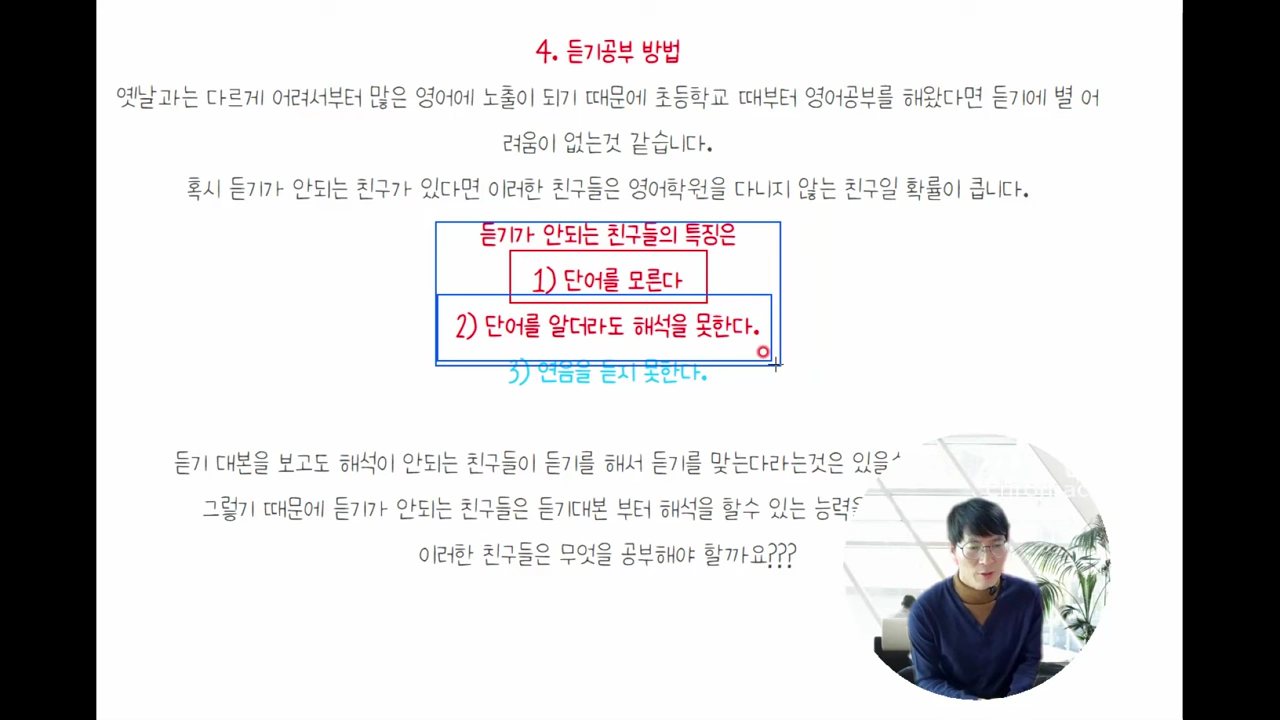 4. 듣기공부 방법
옛날과는 다르게 어려서부터 많은 영어에 노출이 되기 때문에 초등학교 때부터 영어공부를 해왔다면 듣기에 별 어
려움이 없는것 같습니다.
혹시 듣기가 안되는 친구가 있다면 이러한 친구들은 영어학원을 다니지 않는 친구일 확률이 큽니다.
듣기가 안되는 친구들의 특징은
1) 단어를 모른다
2) 단어를 알더라도 해석을 못한다.
3) 연음을 듣지 못한다.
듣기 대본을 보고도 해석이 안되는 친구들이 듣기를 해서 듣기를 맞는다라는것은
그렇기 때문에 듣기가 안되는 친구들은 듣기대본 부터 해석을 할수 있는
이러한 친구들은 무엇을 공부해야 할까요???